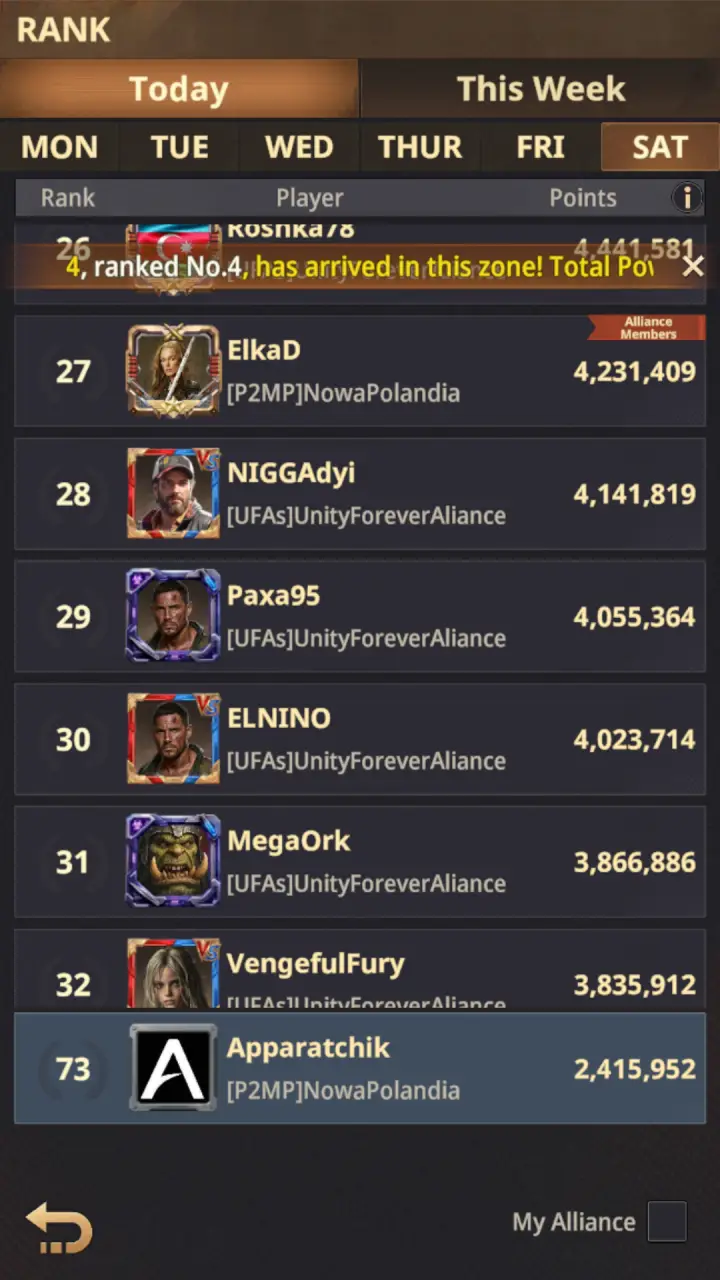 RANK
Today
This Week
MON
TUE
WED
THUR
FRI
SAT
Rank
Player
Points
i
26
Roshka78
4,441,581
4, ranked No.4, has arrived in this zone! Total Pov
27
ElkaD
[P2MP]NowaPolandia
Alliance
Members
4,231,409
28
NIGGAdyi
[UFAs]UnityForeverAliance
4,141,819
29
Paxa95
[UFAs]UnityForeverAliance
4,055,364
30
ELNINO
[UFAs]UnityForeverAliance
4,023,714
31
MegaOrk
[UFAs]UnityForeverAliance
3,866,886
32
VengefulFury
[UFAs]UnityForeverAliance
3,835,912
73
Apparatchik
[P2MP]NowaPolandia
2,415,952
My Alliance